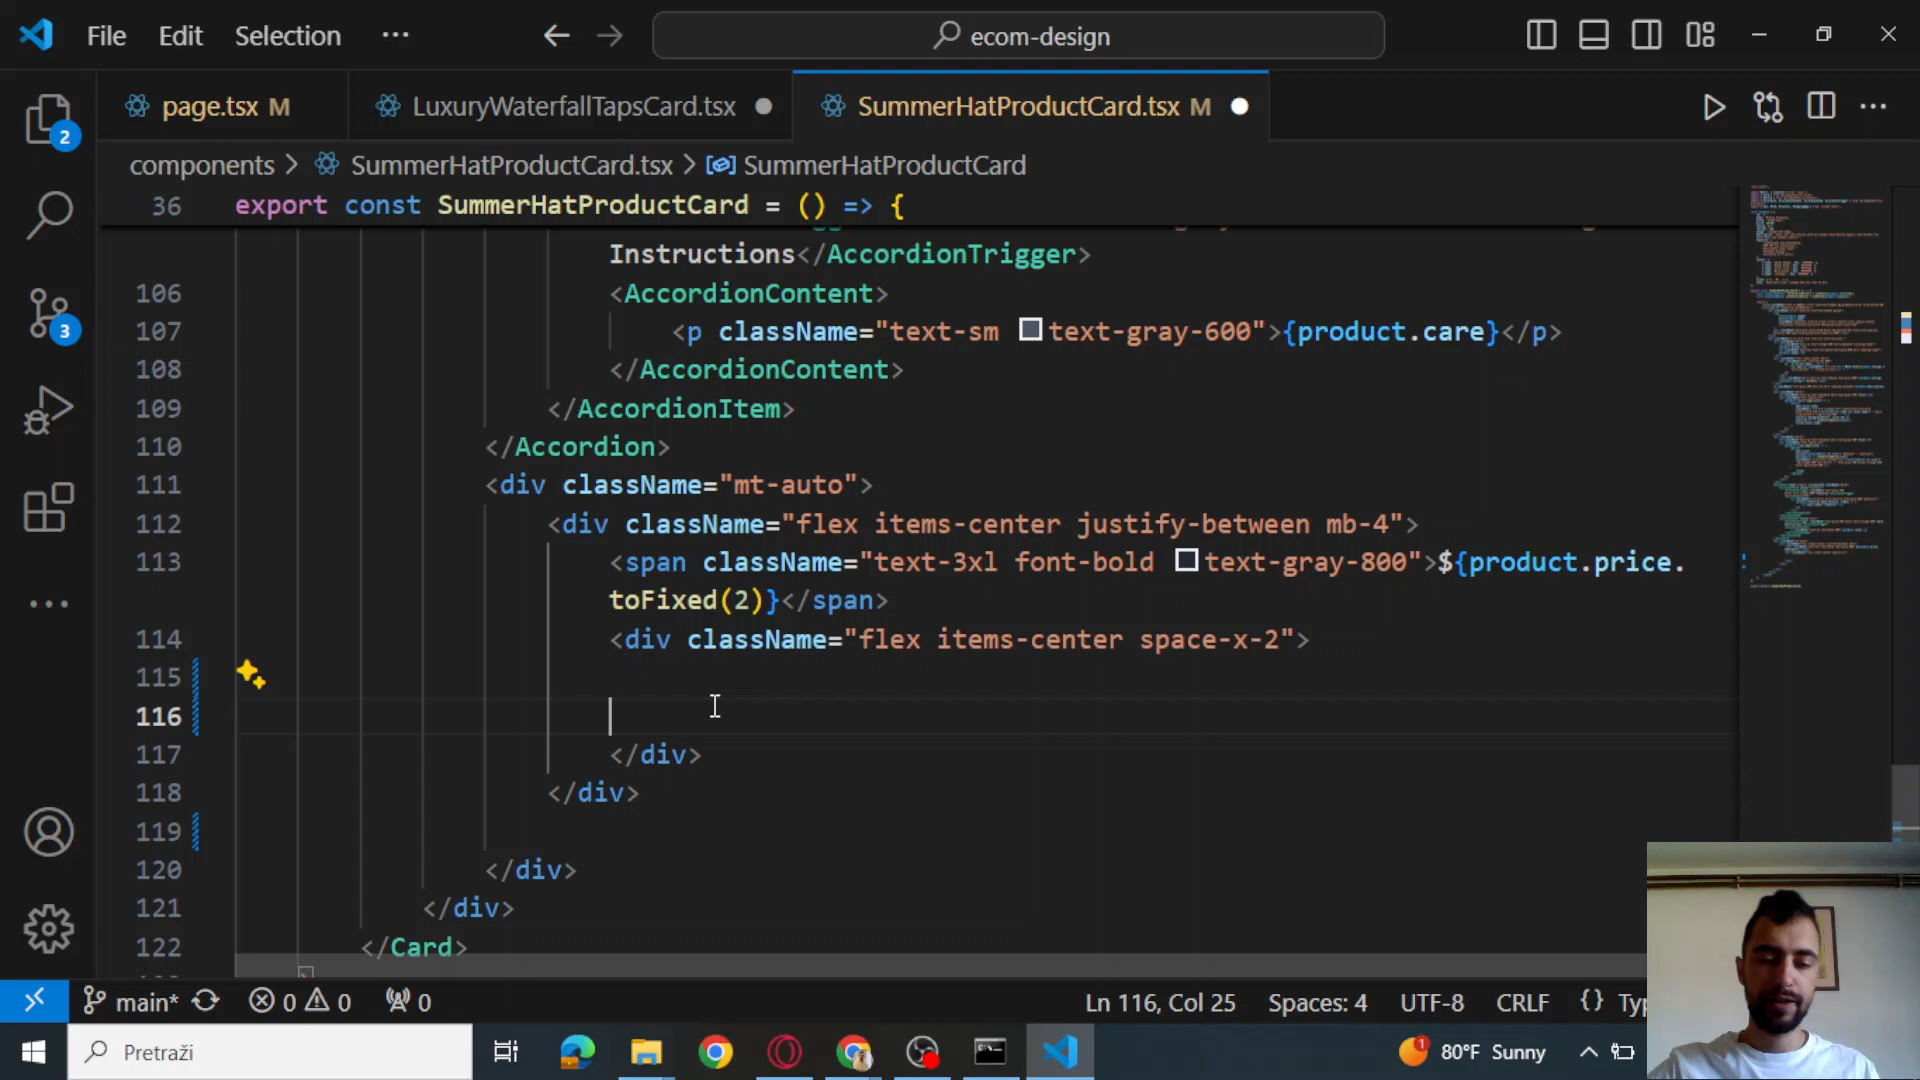 File Edit Selection ···
ecom-design
page.tsx M
LuxuryWaterfallTapsCard.tsx
SummerHatProductCard.tsx M
components > SummerHatProductCard.tsx > SummerHatProductCard
36 export const SummerHatProductCard = () => {
Instructions</AccordionTrigger>
106 <AccordionContent>
107 <p className="text-sm text-gray-600">{product.care}</p>
108 </AccordionContent>
109 </AccordionItem>
110 </Accordion>
111 <div className="mt-auto">
112 <div className="flex items-center justify-between mb-4">
113 <span className="text-3xl font-bold text-gray-800">${product.price.
toFixed(2)}</span>
114 <div className="flex items-center space-x-2">
115
116
117 </div>
118 </div>
119
120 </div>
121 </div>
122 </Card>
2
3
main* 0 0 0
Ln 116, Col 25 Spaces: 4 UTF-8 CRLF {} Typ
Pretraži
1 80°F Sunny